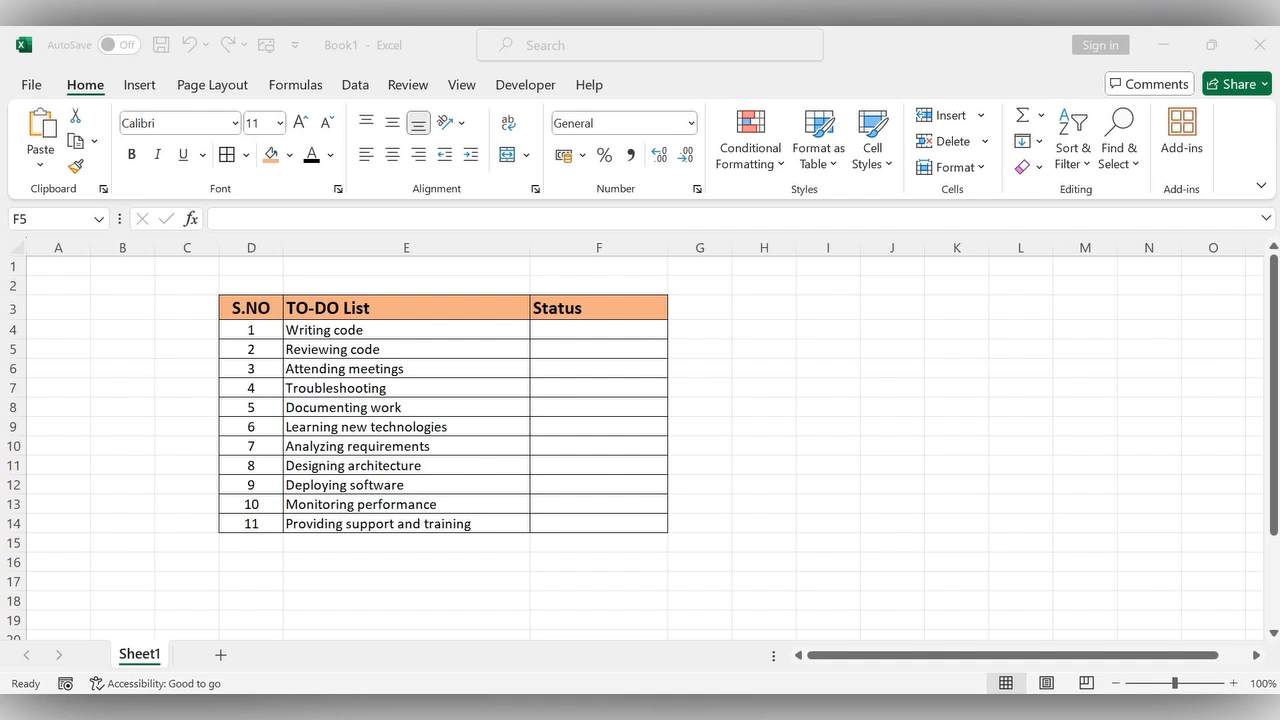 AutoSave Off Book1 - Excel Search Sign in
File Home Insert Page Layout Formulas Data Review View Developer Help Comments Share
Paste Calibri 11 General Conditional Formatting Format as Table Cell Styles Insert Delete Format Sort & Filter Find & Select Add-ins
Clipboard Font Alignment Number Styles Cells Editing Add-ins
F5 fx
A B C D E F G H I J K L M N O
1
2
3 S.NO TO-DO List Status
4 1 Writing code
5 2 Reviewing code
6 3 Attending meetings
7 4 Troubleshooting
8 5 Documenting work
9 6 Learning new technologies
10 7 Analyzing requirements
11 8 Designing architecture
12 9 Deploying software
13 10 Monitoring performance
14 11 Providing support and training
15
16
17
18
19
20
Sheet1
Ready Accessibility: Good to go 100%